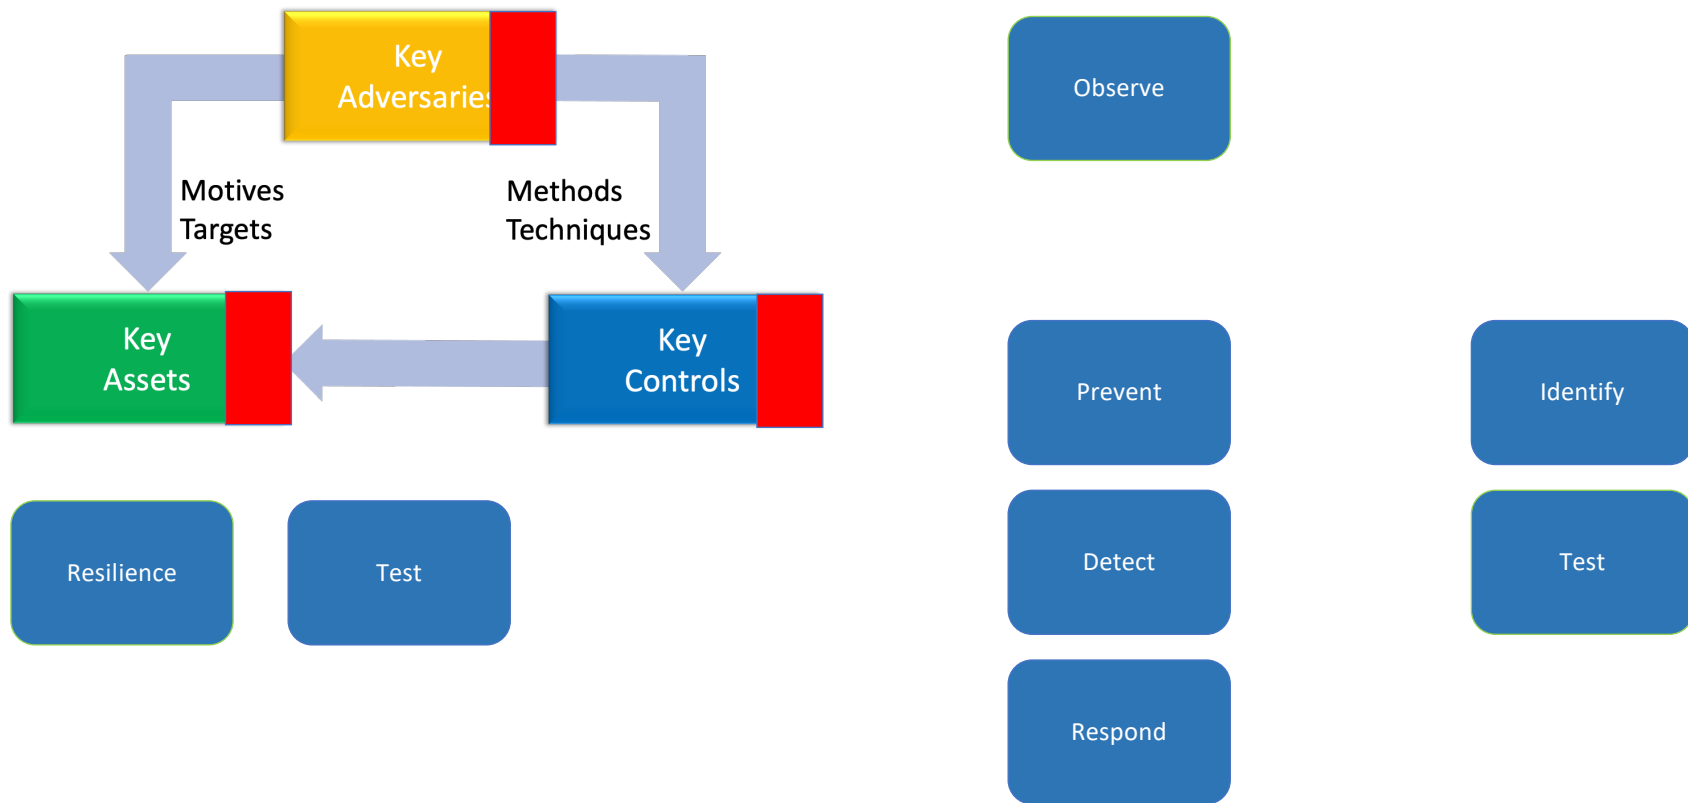 Key
Adversaries
Observe
Motives
Targets
Methods
Techniques
Key
Assets
Key
Controls
Prevent
Identify
Resilience
Test
Detect
Test
Respond